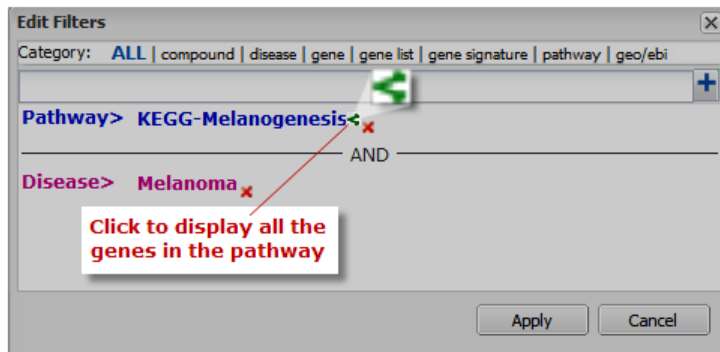 Edit Filters
Category: ALL | compound | disease | gene | gene list | gene signature | pathway | geo/ebi
Pathway> KEGG-Melanogenesis
AND
Disease> Melanoma
Click to display all the
genes in the pathway
Apply Cancel